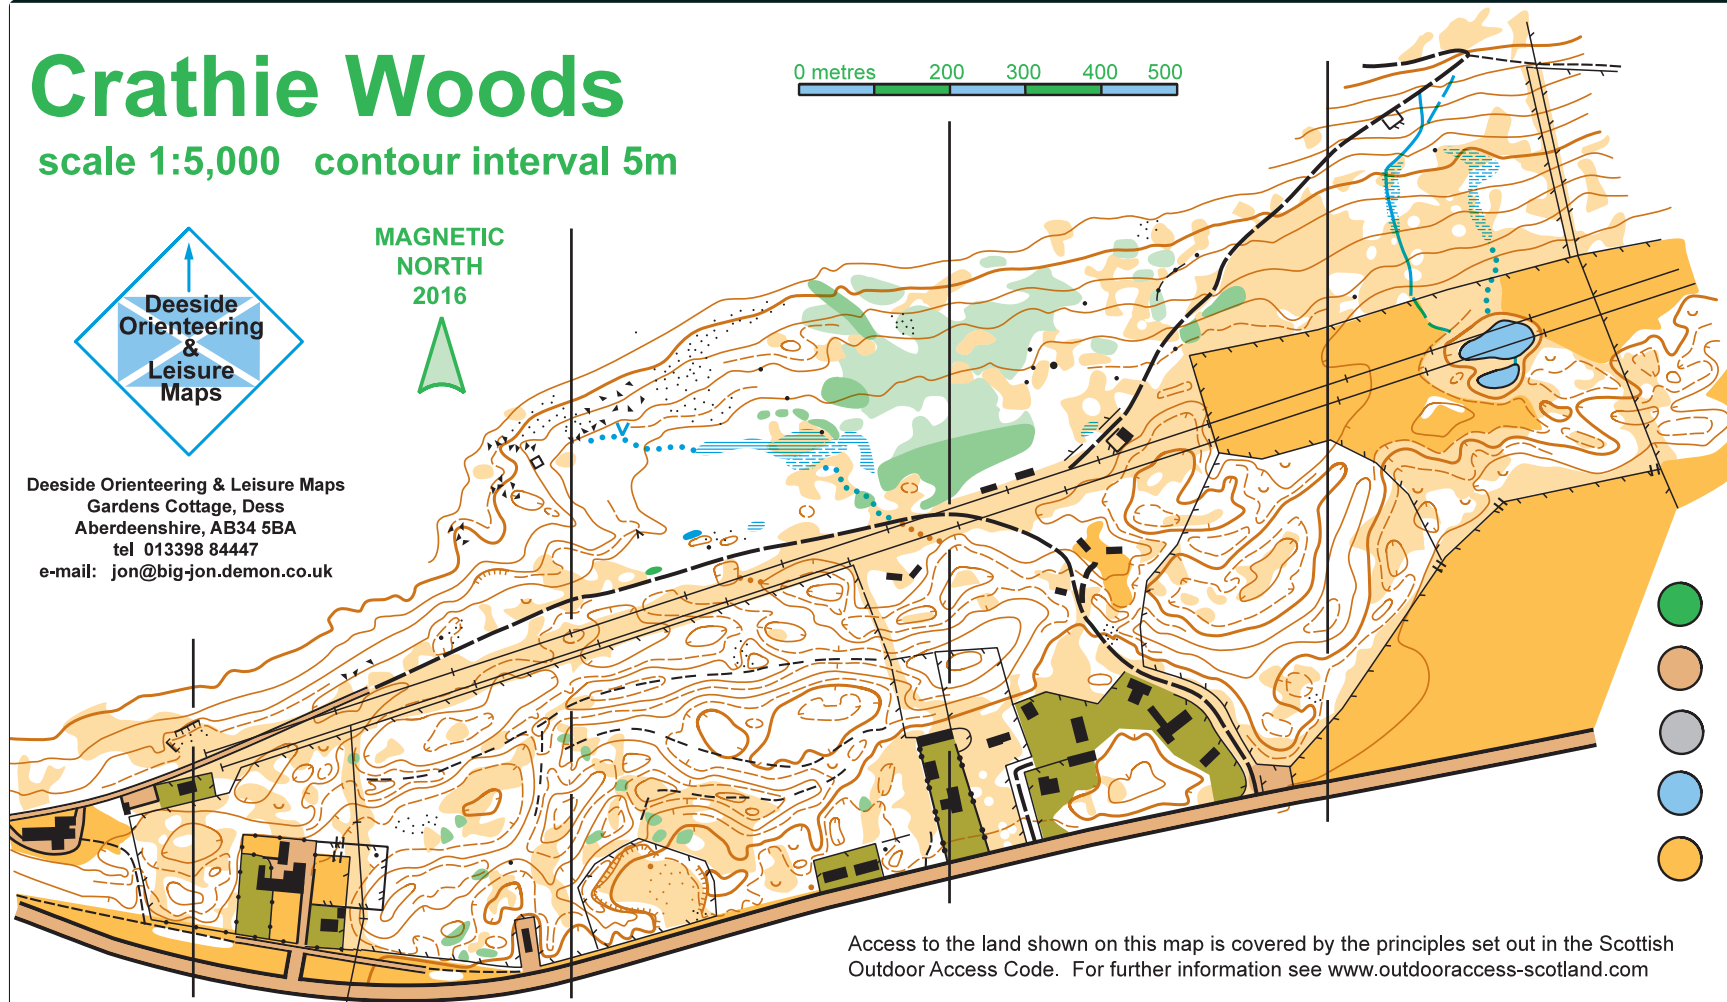 Crathie Woods
scale 1:5,000   contour interval 5m
0 metres 200 300 400 500
MAGNETIC
NORTH
2016
Deeside
Orienteering
&
Leisure
Maps
Deeside Orienteering & Leisure Maps
Gardens Cottage, Dess
Aberdeenshire, AB34 5BA
tel  013398 84447
e-mail:   jon@big-jon.demon.co.uk
Access to the land shown on this map is covered by the principles set out in the Scottish
Outdoor Access Code.  For further information see www.outdooraccess-scotland.com